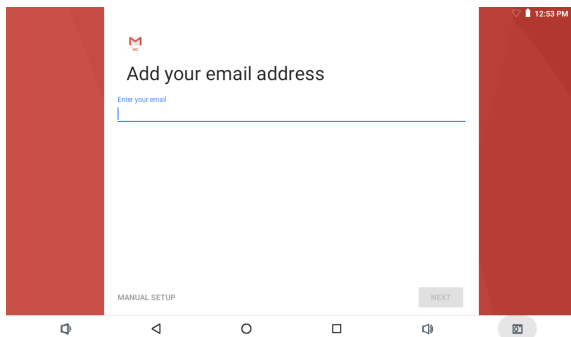 12:53 PM
Add your email address
Enter your email
MANUAL SETUP
NEXT